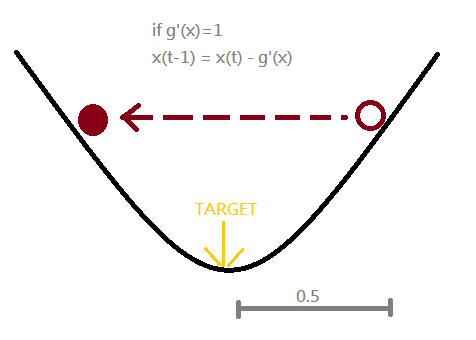 if g'(x)=1
x(t-1) = x(t) - g'(x)
TARGET
0.5